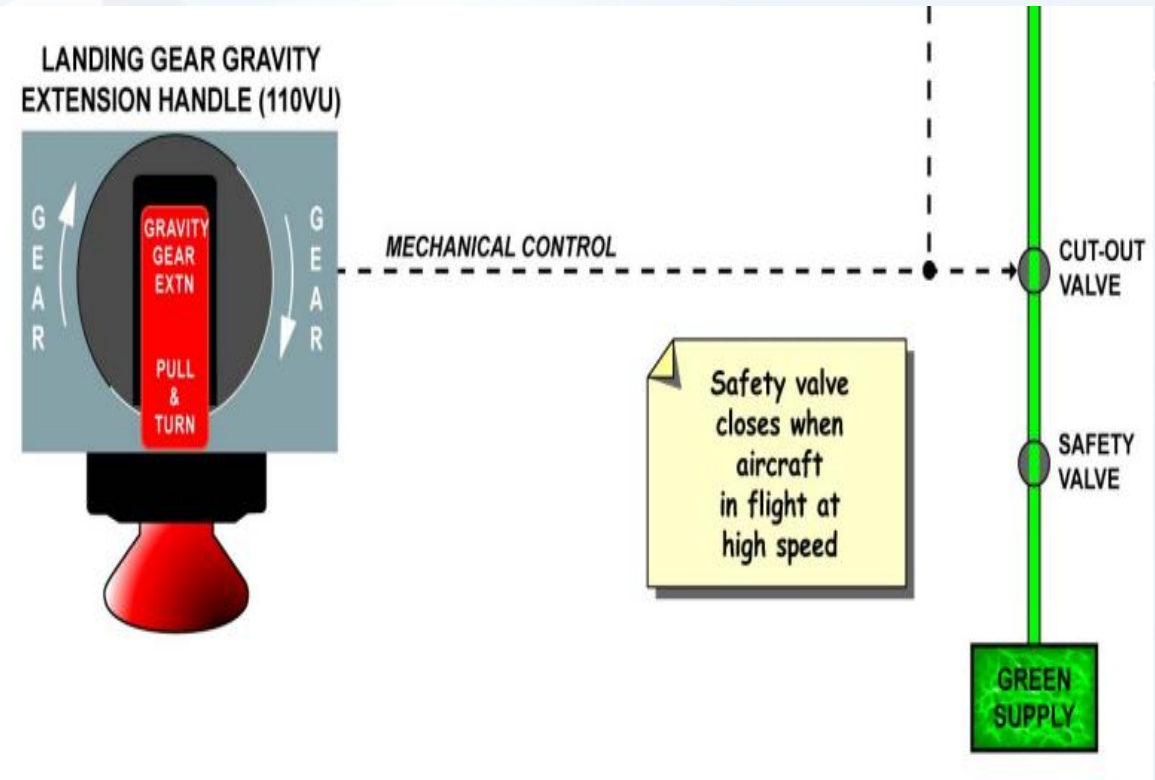 LANDING GEAR GRAVITY
EXTENSION HANDLE (110VU)
GEAR
GRAVITY
GEAR
EXTN
PULL
&
TURN
GEAR
MECHANICAL CONTROL
CUT-OUT
VALVE
Safety valve
closes when
aircraft
in flight at
high speed
SAFETY
VALVE
GREEN
SUPPLY